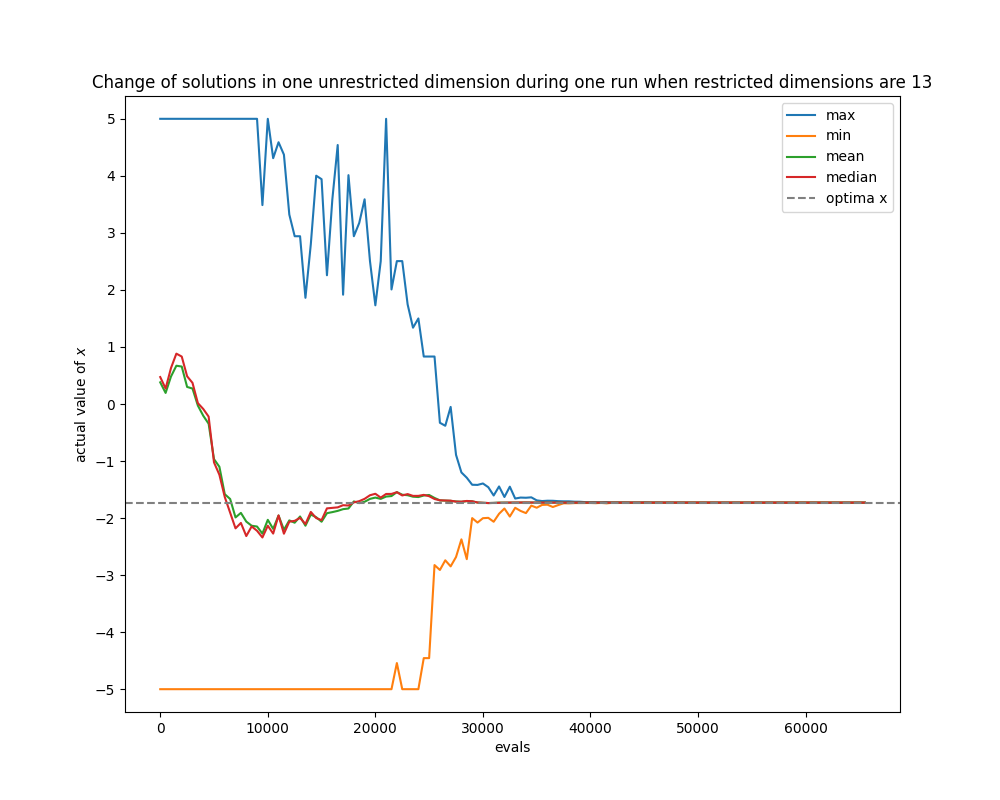 Change of solutions in one unrestricted dimension during one run when restricted dimensions are 13
max
min
mean
median
optima x
actual value of x
5
4
3
2
1
0
−1
−2
−3
−4
−5
0 10000 20000 30000 40000 50000 60000
evals